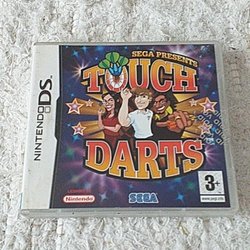 NINTENDO DS
SEGA PRESENTS
TOUCH
DARTS
Nintendo
SEGA
3+